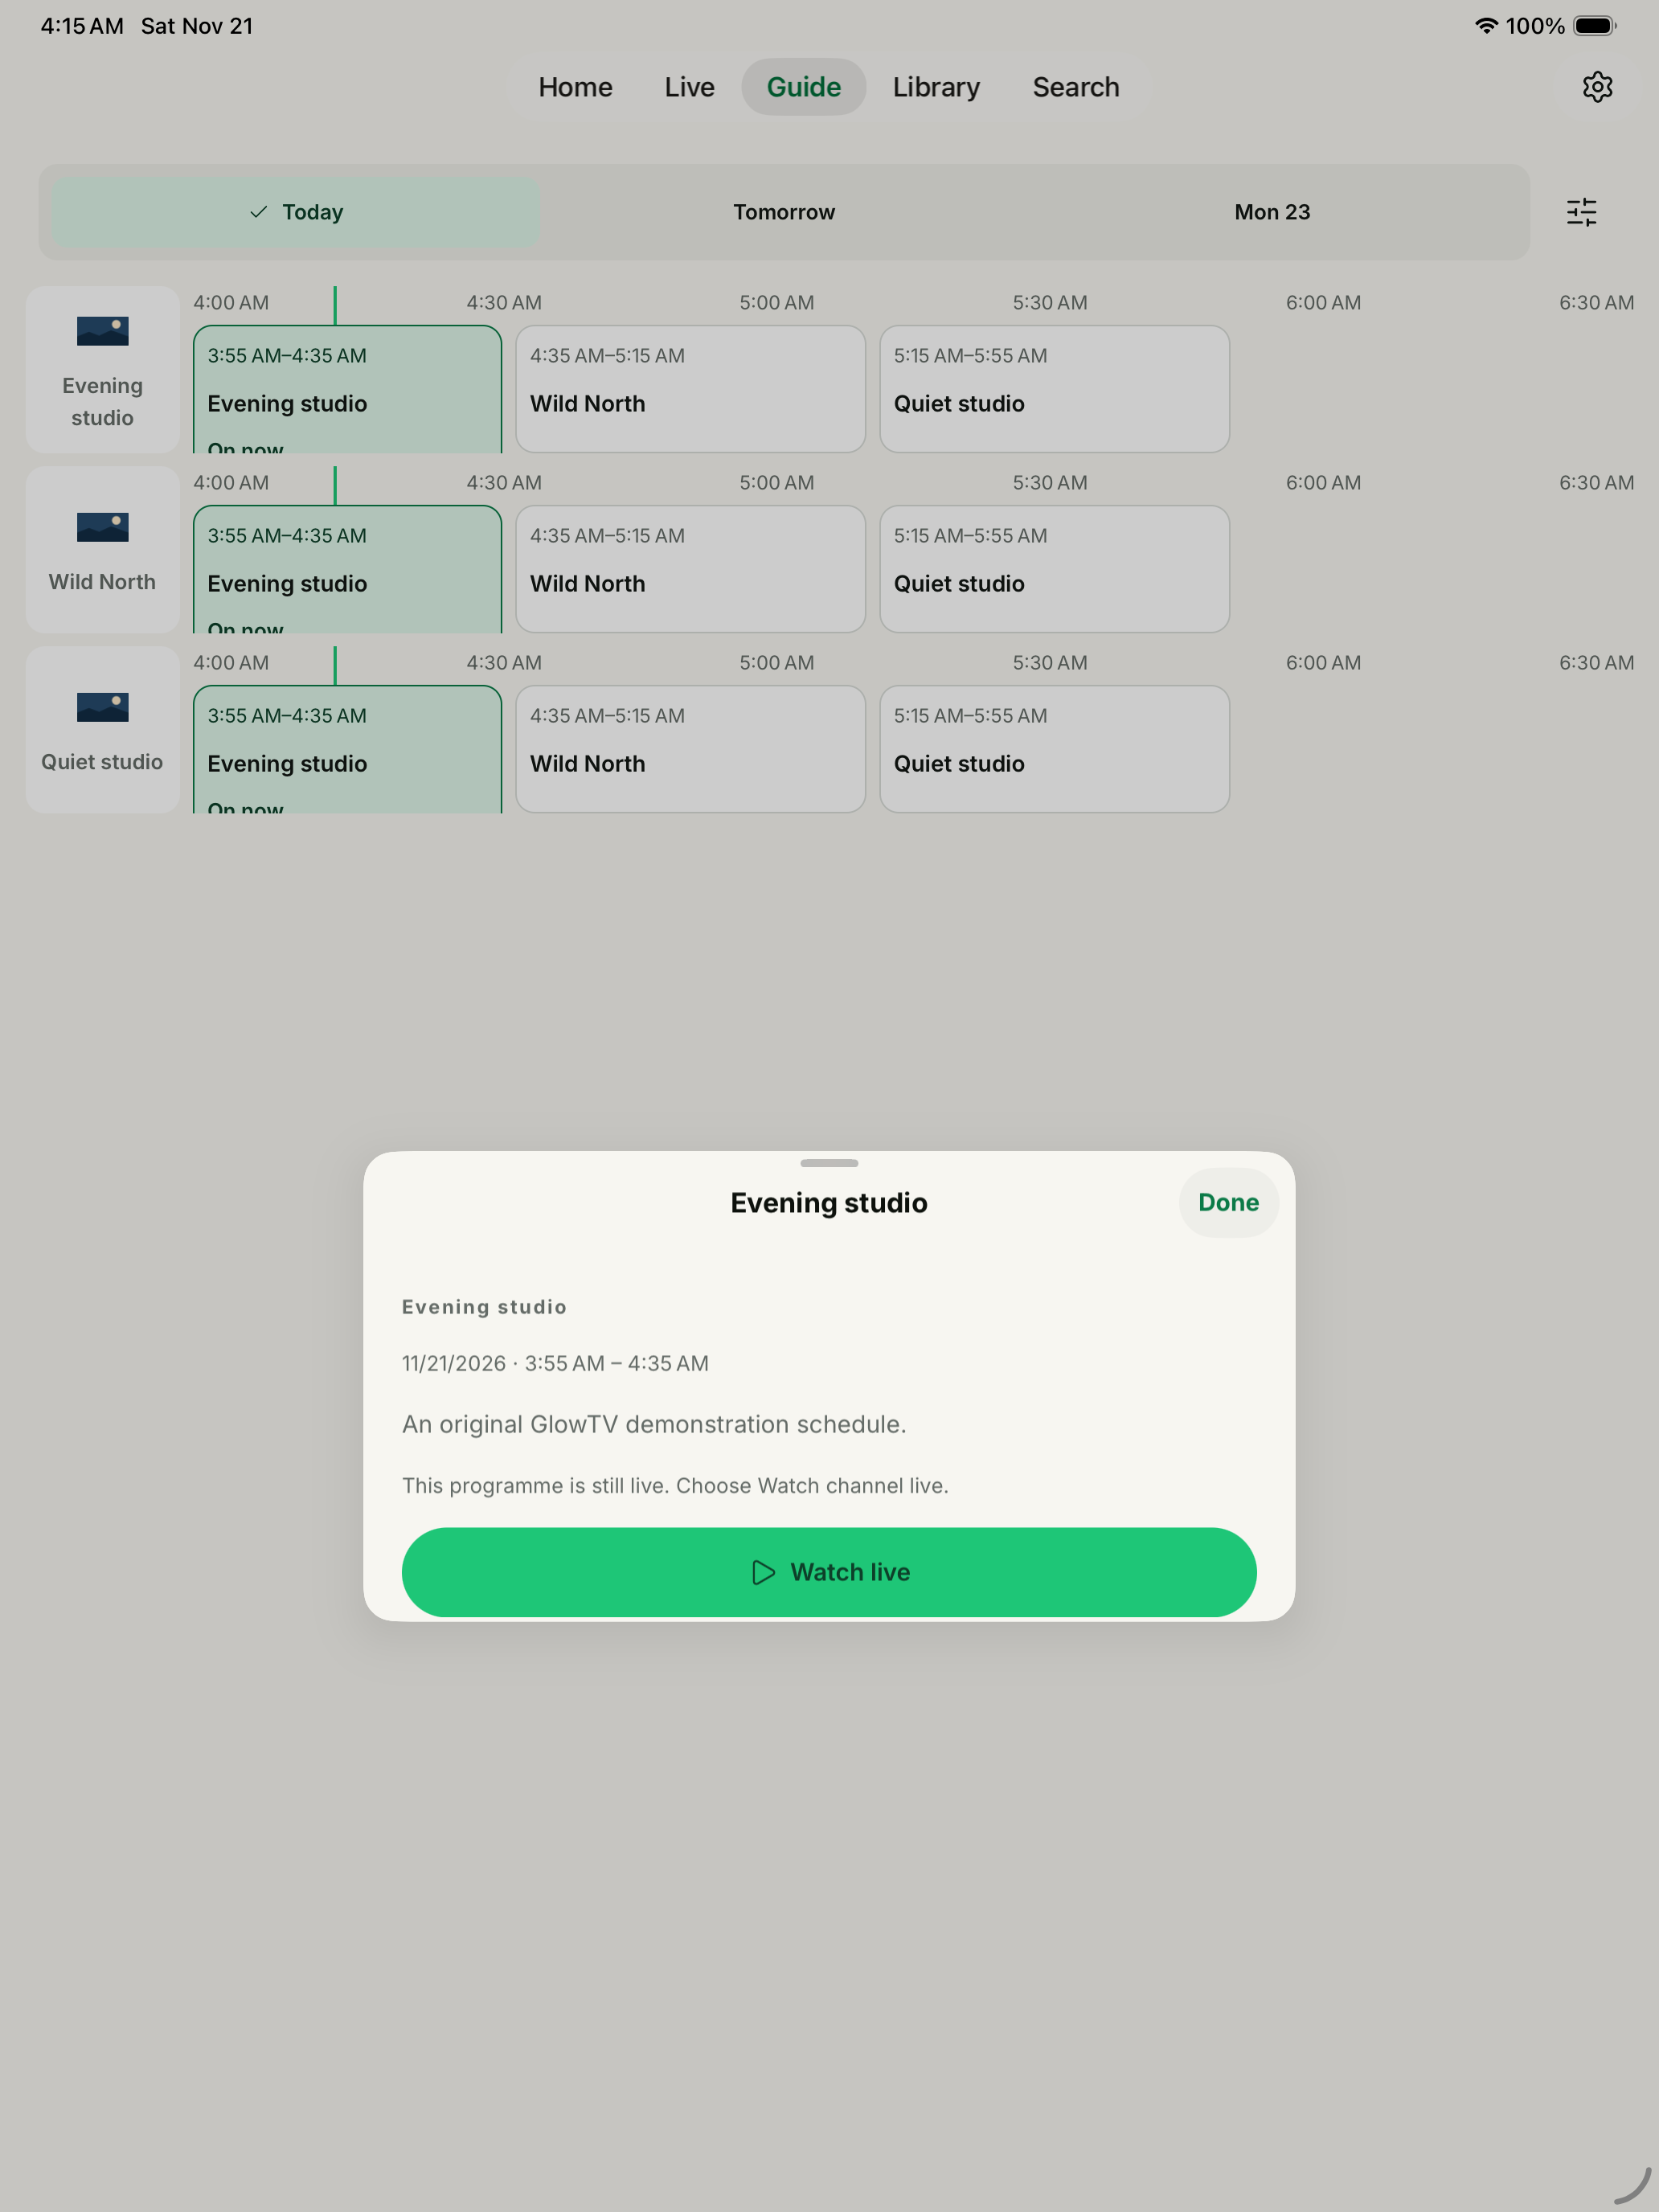 4:15 AM Sat Nov 21 100%
Home Live Guide Library Search
Today Tomorrow Mon 23
4:00 AM 4:30 AM 5:00 AM 5:30 AM 6:00 AM 6:30 AM
Evening
studio
3:55 AM–4:35 AM 4:35 AM–5:15 AM 5:15 AM–5:55 AM
Evening studio Wild North Quiet studio
On now
4:00 AM 4:30 AM 5:00 AM 5:30 AM 6:00 AM 6:30 AM
Wild North
3:55 AM–4:35 AM 4:35 AM–5:15 AM 5:15 AM–5:55 AM
Evening studio Wild North Quiet studio
On now
4:00 AM 4:30 AM 5:00 AM 5:30 AM 6:00 AM 6:30 AM
Quiet studio
3:55 AM–4:35 AM 4:35 AM–5:15 AM 5:15 AM–5:55 AM
Evening studio Wild North Quiet studio
On now
Evening studio Done
Evening studio
11/21/2026 · 3:55 AM – 4:35 AM
An original GlowTV demonstration schedule.
This programme is still live. Choose Watch channel live.
Watch live